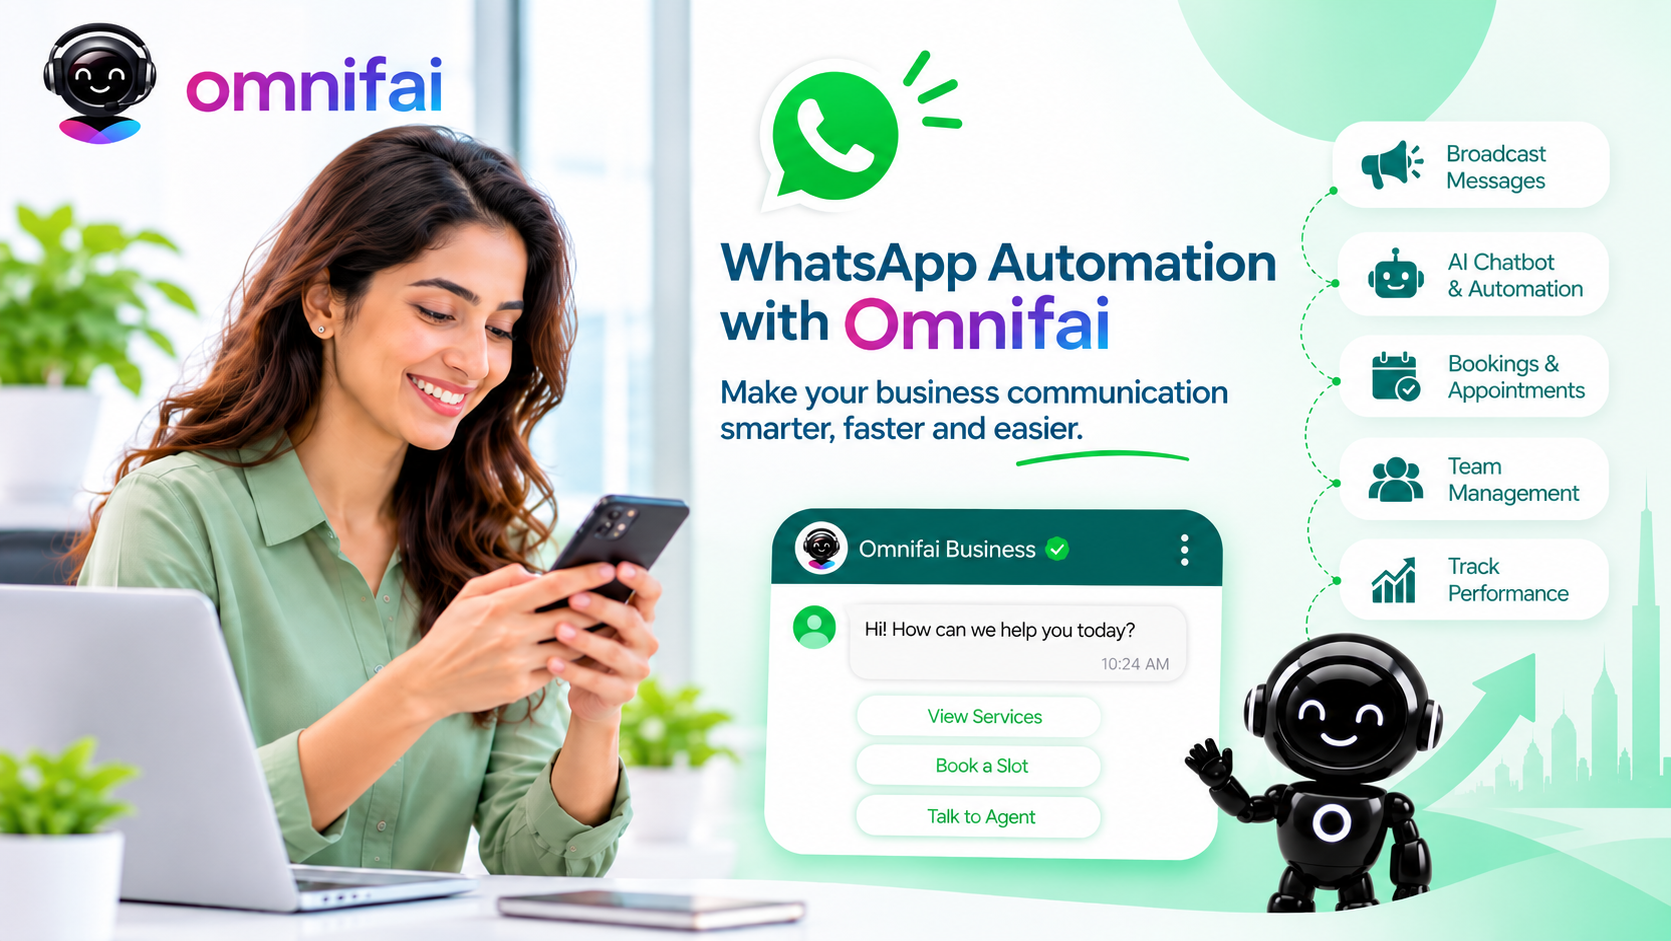 omnifai
WhatsApp Automation
with Omnifai
Make your business communication
smarter, faster and easier.
Omnifai Business
Hi! How can we help you today?
10:24 AM
View Services
Book a Slot
Talk to Agent
Broadcast
Messages
AI Chatbot
& Automation
Bookings &
Appointments
Team
Management
Track
Performance